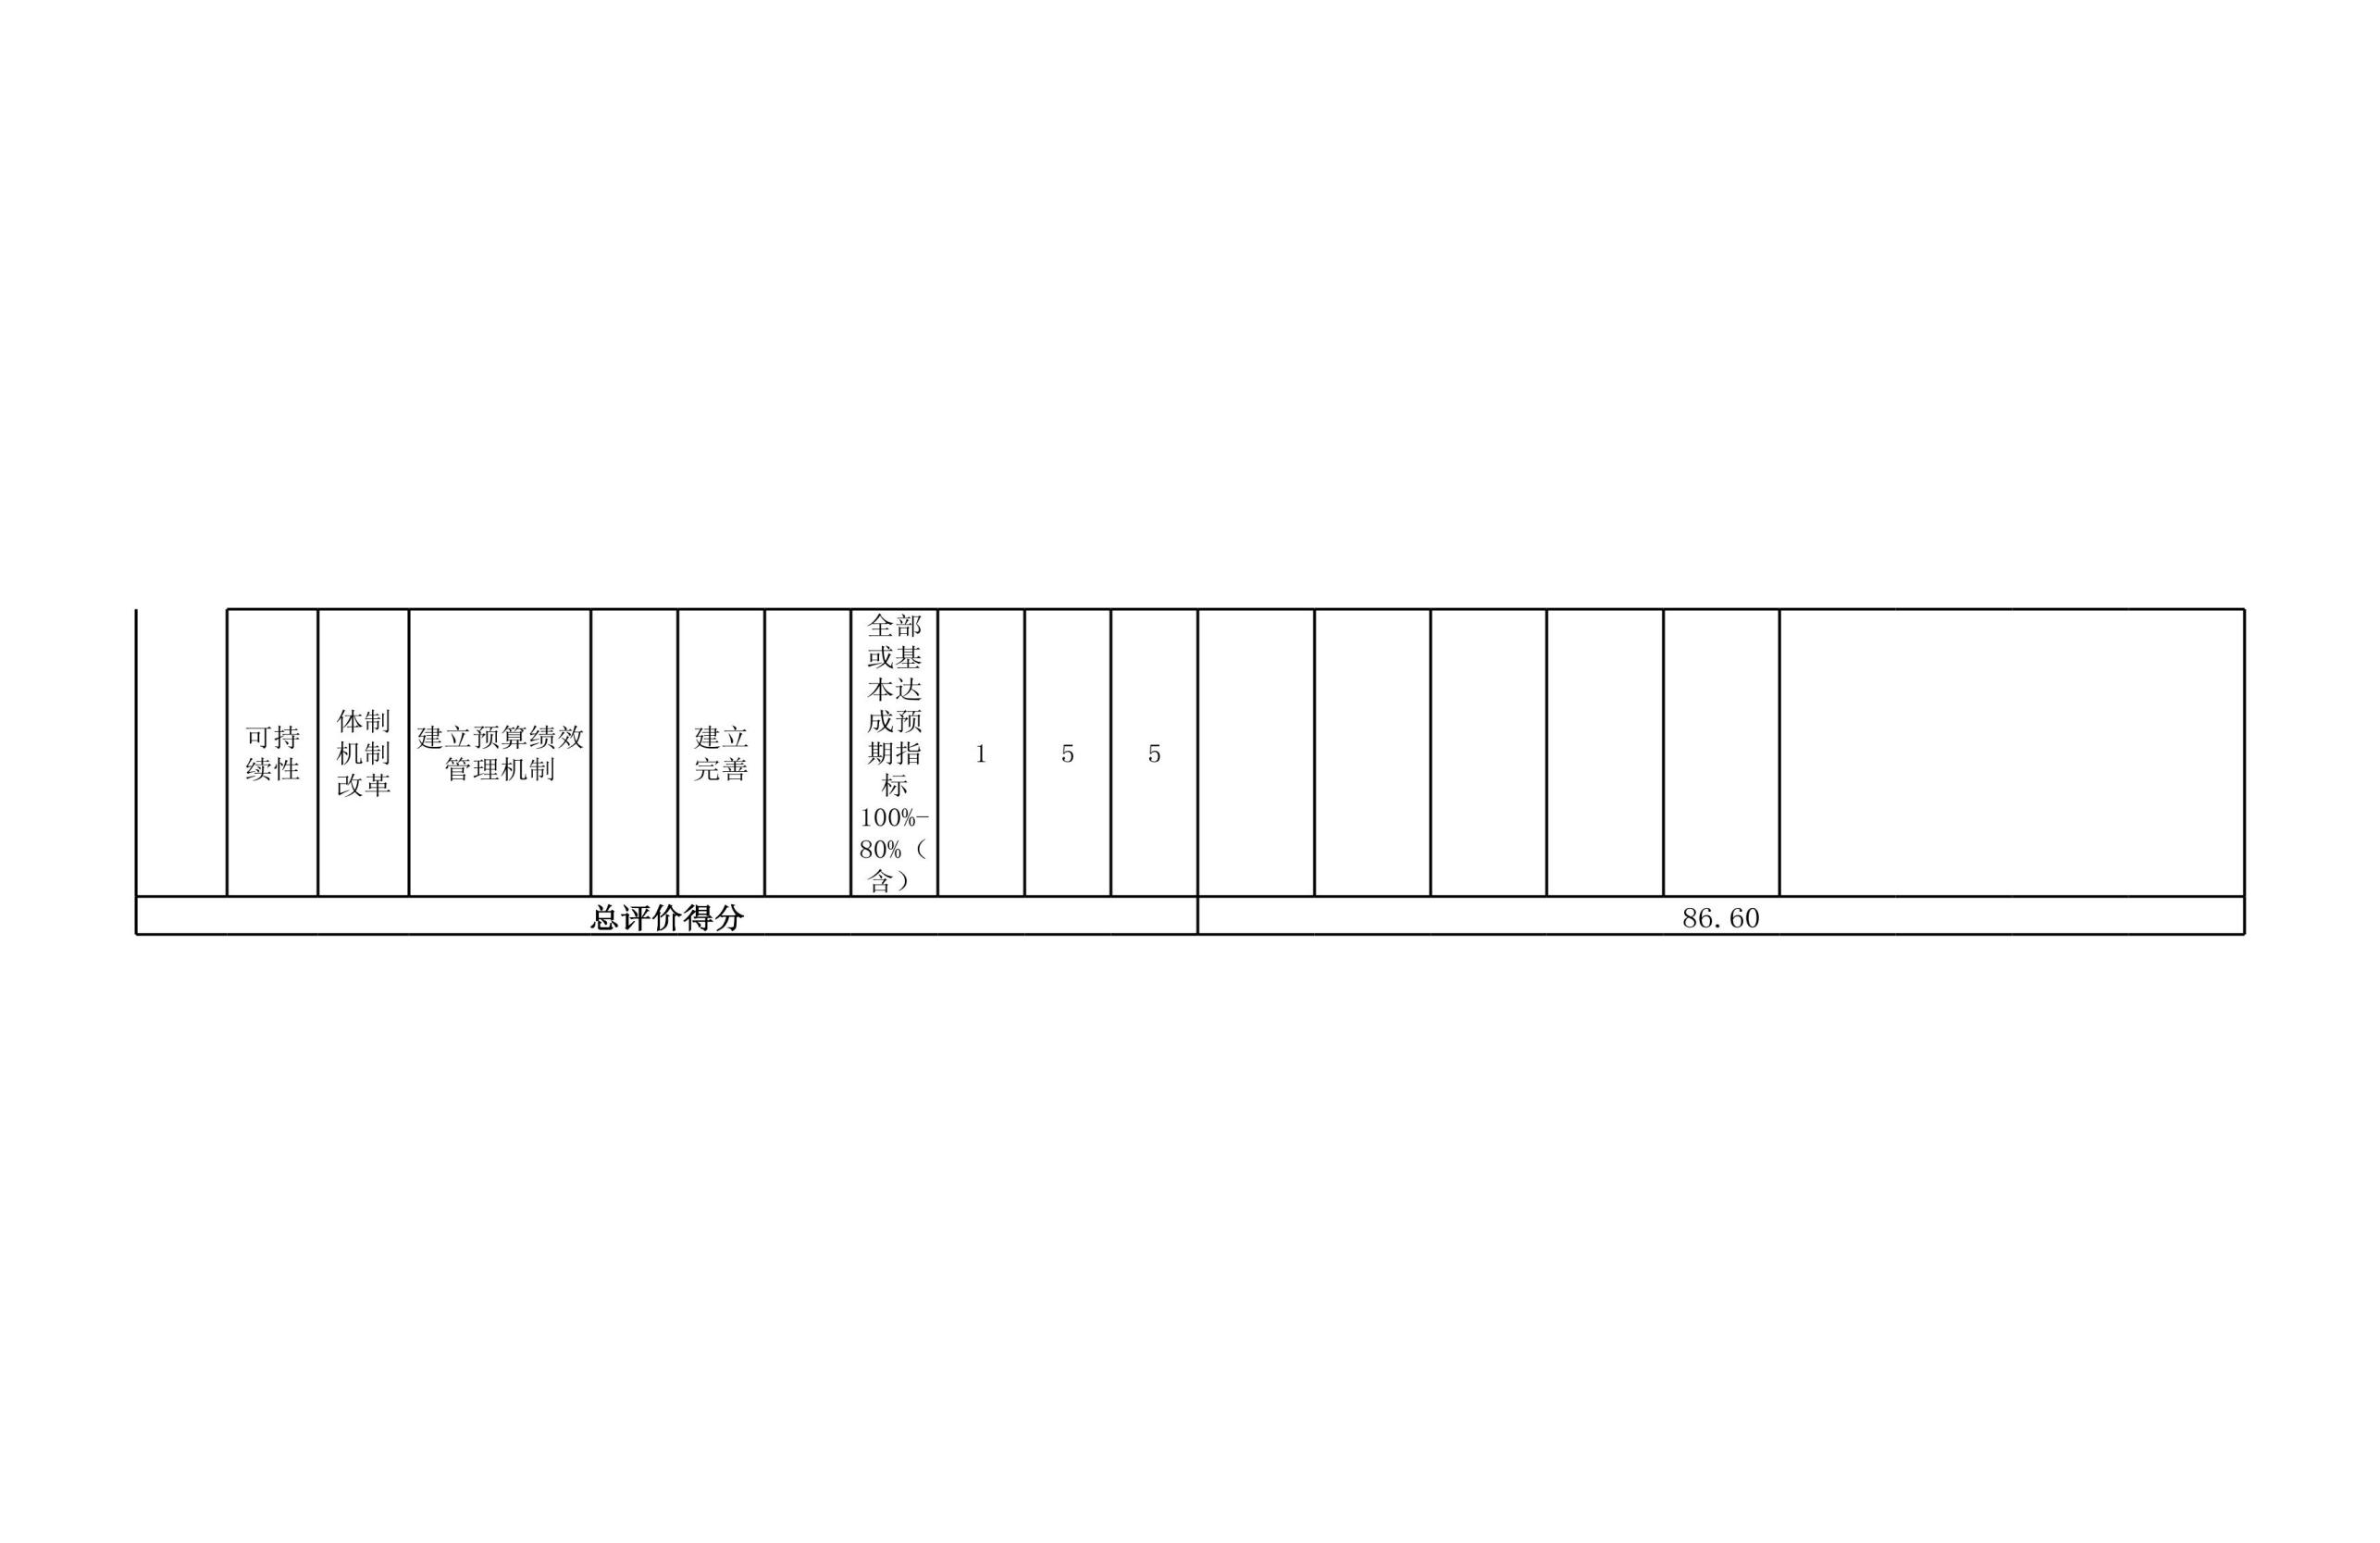 可持
续性
体制
机制
改革
建立预算绩效
管理机制
建立
完善
全部
或基
本达
成预
期指
标
100%-
80%（
含）
1
5
5
总评价得分
86.60